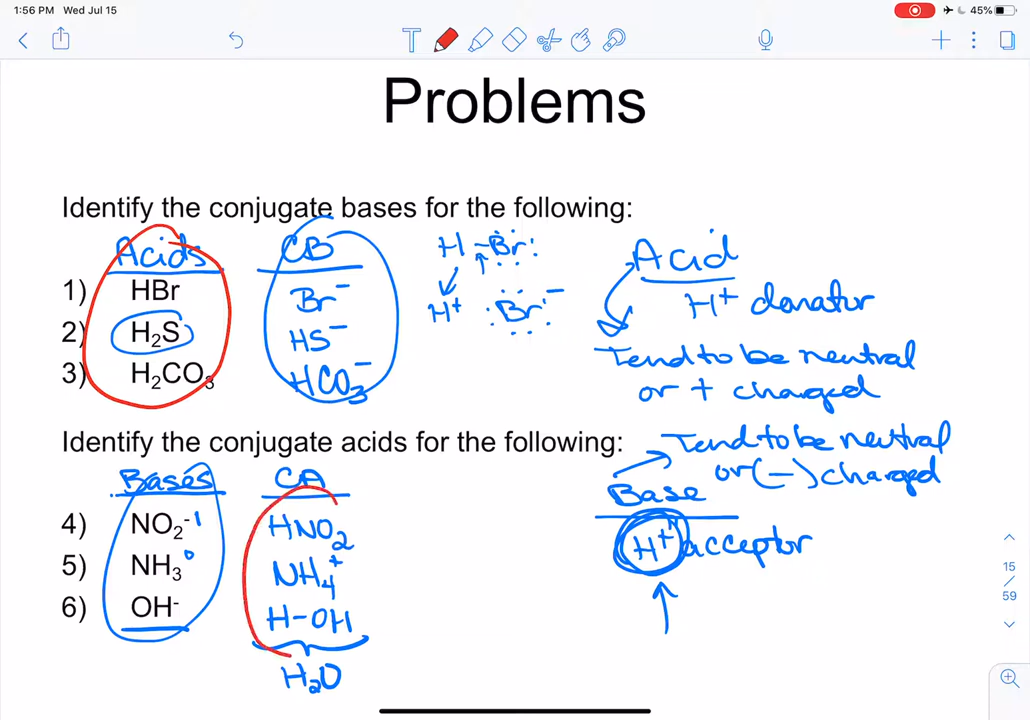 1:56 PM Wed Jul 15
45%
Problems
Identify the conjugate bases for the following:
Acids CB
1) HBr Br⁻
2) H₂S HS⁻
3) H₂CO₃ HCO₃⁻
H-Br:
H⁺ Br⁻
Acid
H⁺ donator
Tend to be neutral
or + charged
Identify the conjugate acids for the following:
Bases CA
4) NO₂⁻¹ HNO₂
5) NH₃⁰ NH₄⁺
6) OH⁻ H-OH
H₂O
Tend to be neutral
or (-) charged
Base
H⁺ acceptor
15
/
59